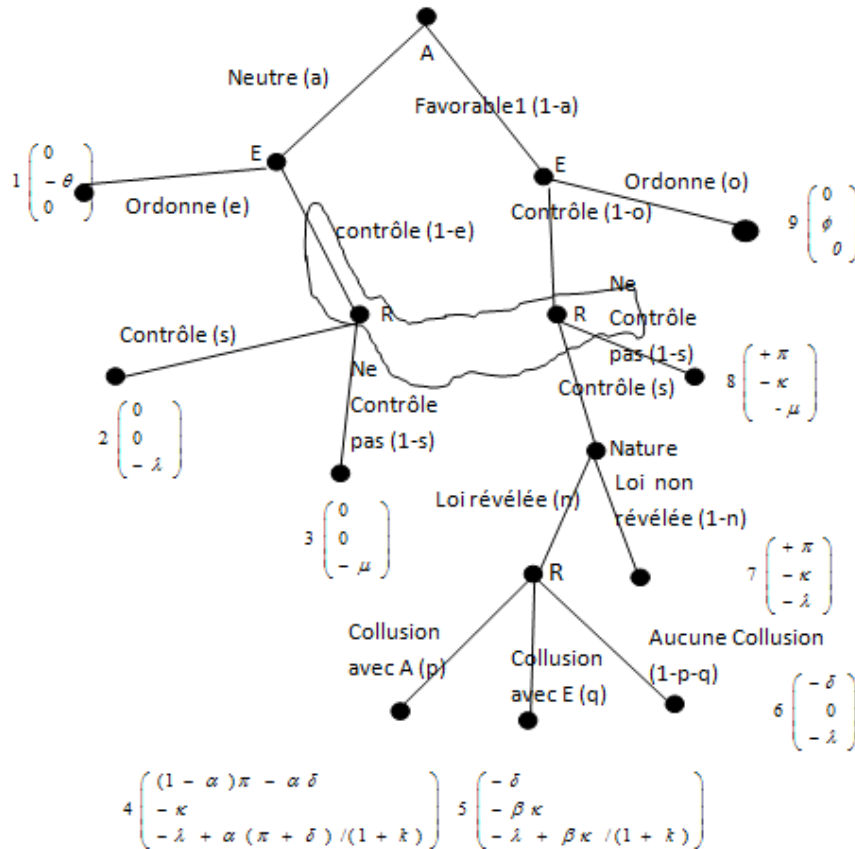 A
Neutre (a)
Favorable1 (1-a)
E
E
1 ( 0
- θ
0 )
Ordonne (e)
Ordonne (o)
Contrôle (1-o)
9 ( 0
ϕ
0 )
contrôle (1-e)
R
R
Contrôle (s)
Ne
Contrôle
pas (1-s)
Ne
Contrôle
pas (1-s)
Contrôle(s)
8 ( + π
- κ
- μ )
2 ( 0
0
- λ )
3 ( 0
0
- μ )
Nature
Loi révélée (n)
Loi non
révélée (1-n)
7 ( + π
- κ
- λ )
R
Collusion
avec A (p)
Collusion
avec E (q)
Aucune Collusion
(1-p-q)
6 ( - δ
0
- λ )
4 ( (1 - α )π - α δ
- κ
- λ + α (π + δ) /(1 + k) )
5 ( - δ
- β κ
- λ + β κ /(1 + k) )